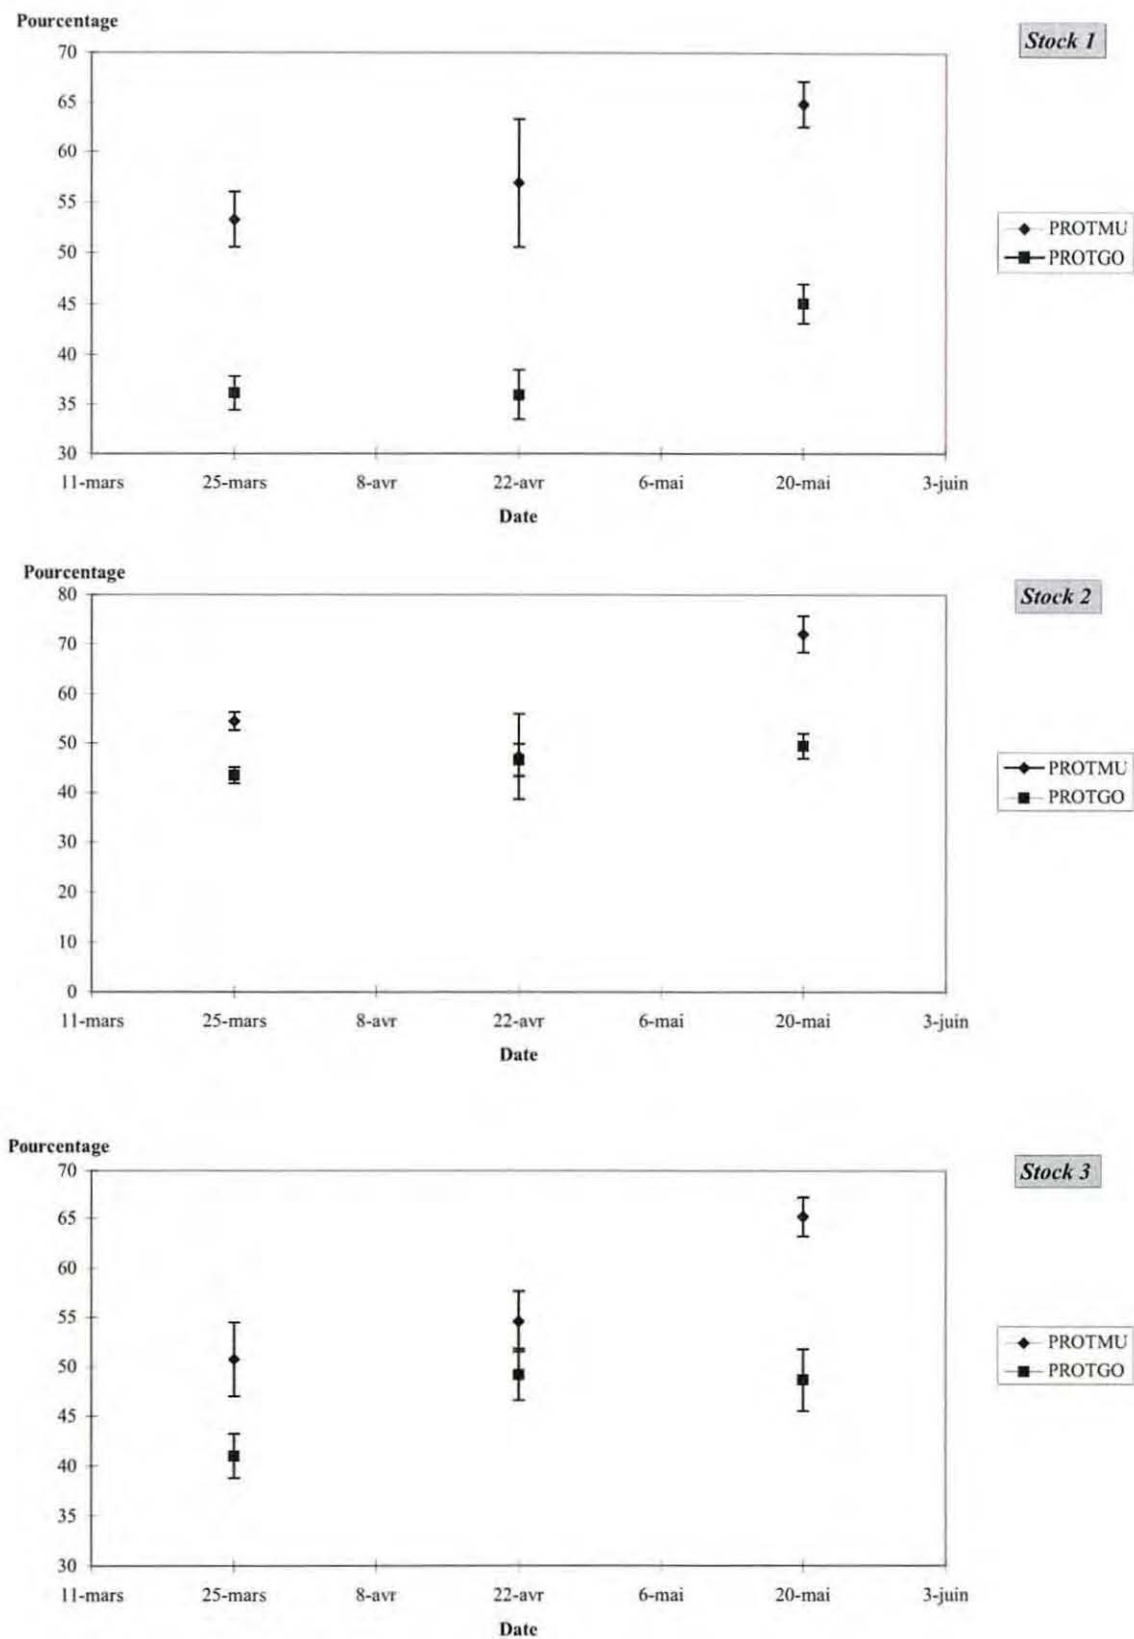 Pourcentage
Stock 1
70
65
60
55
50
45
40
35
30
PROTMU
PROTGO
11-mars 25-mars 8-avr 22-avr 6-mai 20-mai 3-juin
Date
Pourcentage
Stock 2
80
70
60
50
40
30
20
10
0
PROTMU
PROTGO
11-mars 25-mars 8-avr 22-avr 6-mai 20-mai 3-juin
Date
Pourcentage
Stock 3
70
65
60
55
50
45
40
35
30
PROTMU
PROTGO
11-mars 25-mars 8-avr 22-avr 6-mai 20-mai 3-juin
Date